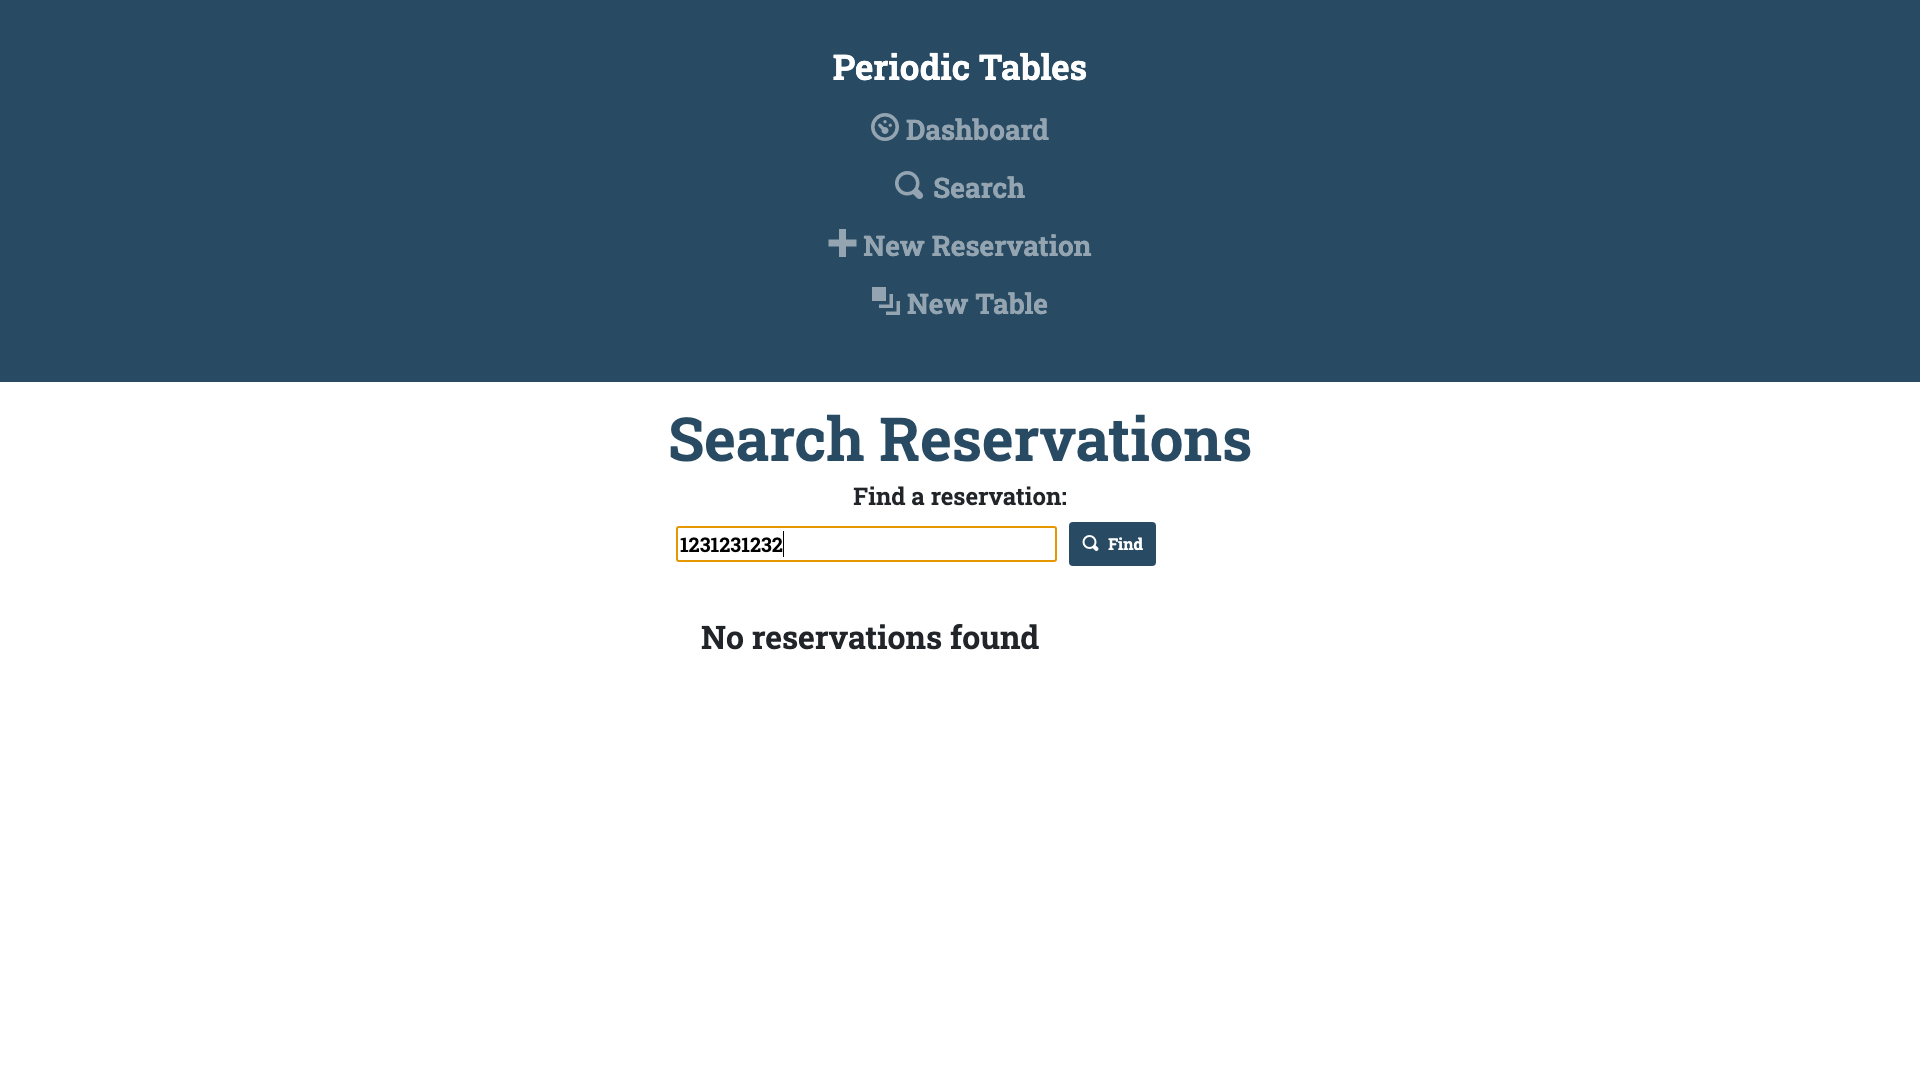 Periodic Tables
Dashboard
Search
New Reservation
New Table
Search Reservations
Find a reservation:
1231231232
Find
No reservations found